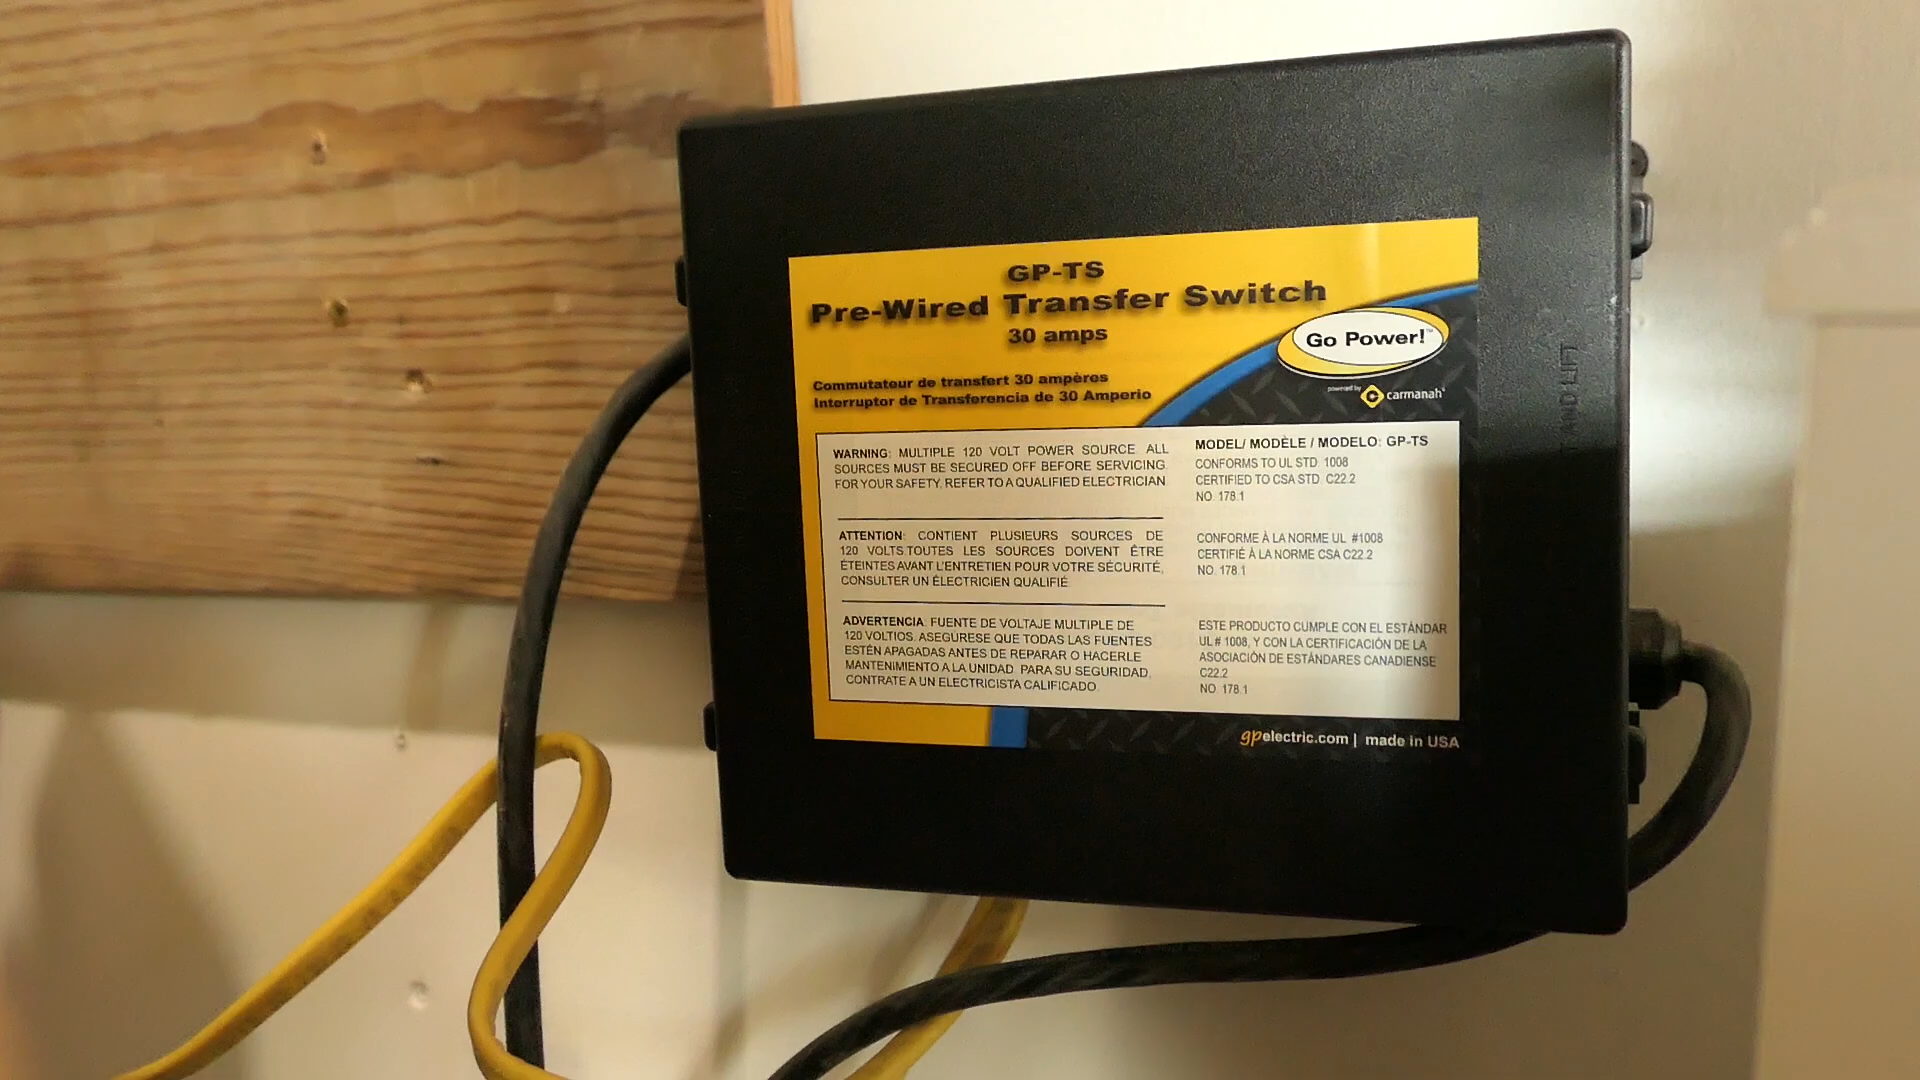 GP-TS
Pre-Wired Transfer Switch
30 amps
Go Power!™
powered by carmanah
Commutateur de transfert 30 ampères
Interruptor de Transferencia de 30 Amperio
WARNING: MULTIPLE 120 VOLT POWER SOURCE. ALL
SOURCES MUST BE SECURED OFF BEFORE SERVICING.
FOR YOUR SAFETY, REFER TO A QUALIFIED ELECTRICIAN
ATTENTION: CONTIENT PLUSIEURS SOURCES DE
120 VOLTS.TOUTES LES SOURCES DOIVENT ÊTRE
ÉTEINTES AVANT L'ENTRETIEN POUR VOTRE SÉCURITÉ,
CONSULTER UN ÉLECTRICIEN QUALIFIÉ
ADVERTENCIA: FUENTE DE VOLTAJE MULTIPLE DE
120 VOLTIOS. ASEGÚRESE QUE TODAS LAS FUENTES
ESTÉN APAGADAS ANTES DE REPARAR O HACERLE
MANTENIMIENTO A LA UNIDAD. PARA SU SEGURIDAD,
CONTRATE A UN ELECTRICISTA CALIFICADO.
MODEL/ MODÈLE / MODELO: GP-TS
CONFORMS TO UL STD. 1008
CERTIFIED TO CSA STD. C22.2
NO. 178.1
CONFORME À LA NORME UL #1008
CERTIFIÉ À LA NORME CSA C22.2
NO. 178.1
ESTE PRODUCTO CUMPLE CON EL ESTÁNDAR
UL# 1008, Y CON LA CERTIFICACIÓN DE LA
ASOCIACIÓN DE ESTÁNDARES CANADIENSE
C22.2
NO. 178.1
gpelectric.com | made in USA
AND LIFT